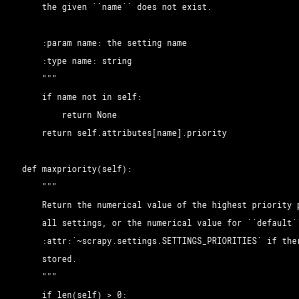 the given ``name`` does not exist.
:param name: the setting name
:type name: string
"""
if name not in self:
return None
return self.attributes[name].priority
def maxpriority(self):
"""
Return the numerical value of the highest priority
all settings, or the numerical value for ``default`
:attr:`~scrapy.settings.SETTINGS_PRIORITIES` if
stored.
"""
if len(self) > 0: